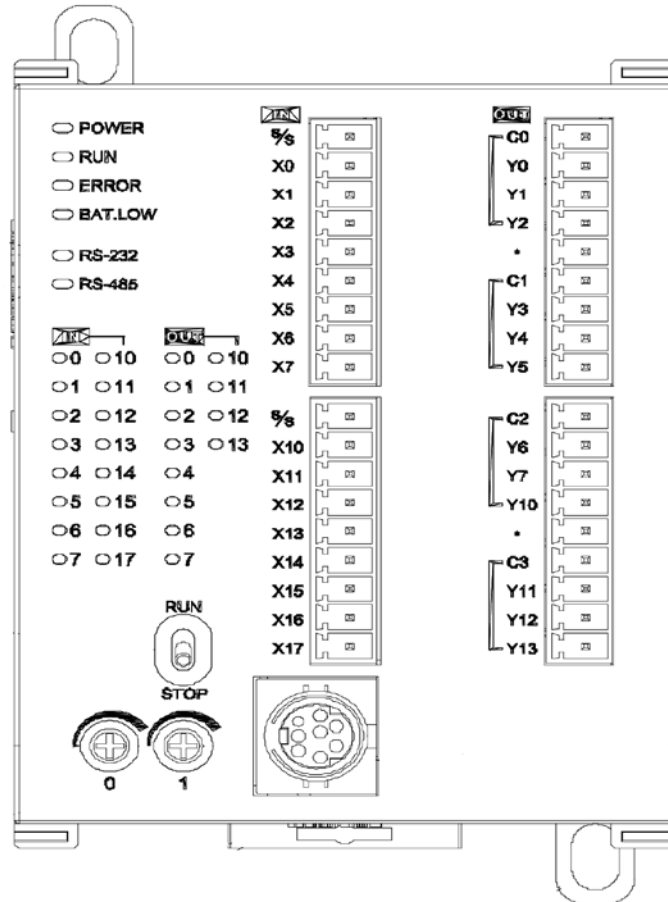 IN
OUT
POWER
RUN
ERROR
BAT.LOW
RS-232
RS-485
IN
OUT
0 10 0 10
1 11 1 11
2 12 2 12
3 13 3 13
4 14 4
5 15 5
6 16 6
7 17 7
RUN
STOP
0 1
S/S
X0
X1
X2
X3
X4
X5
X6
X7
S/S
X10
X11
X12
X13
X14
X15
X16
X17
C0
Y0
Y1
Y2
•
C1
Y3
Y4
Y5
C2
Y6
Y7
Y10
•
C3
Y11
Y12
Y13